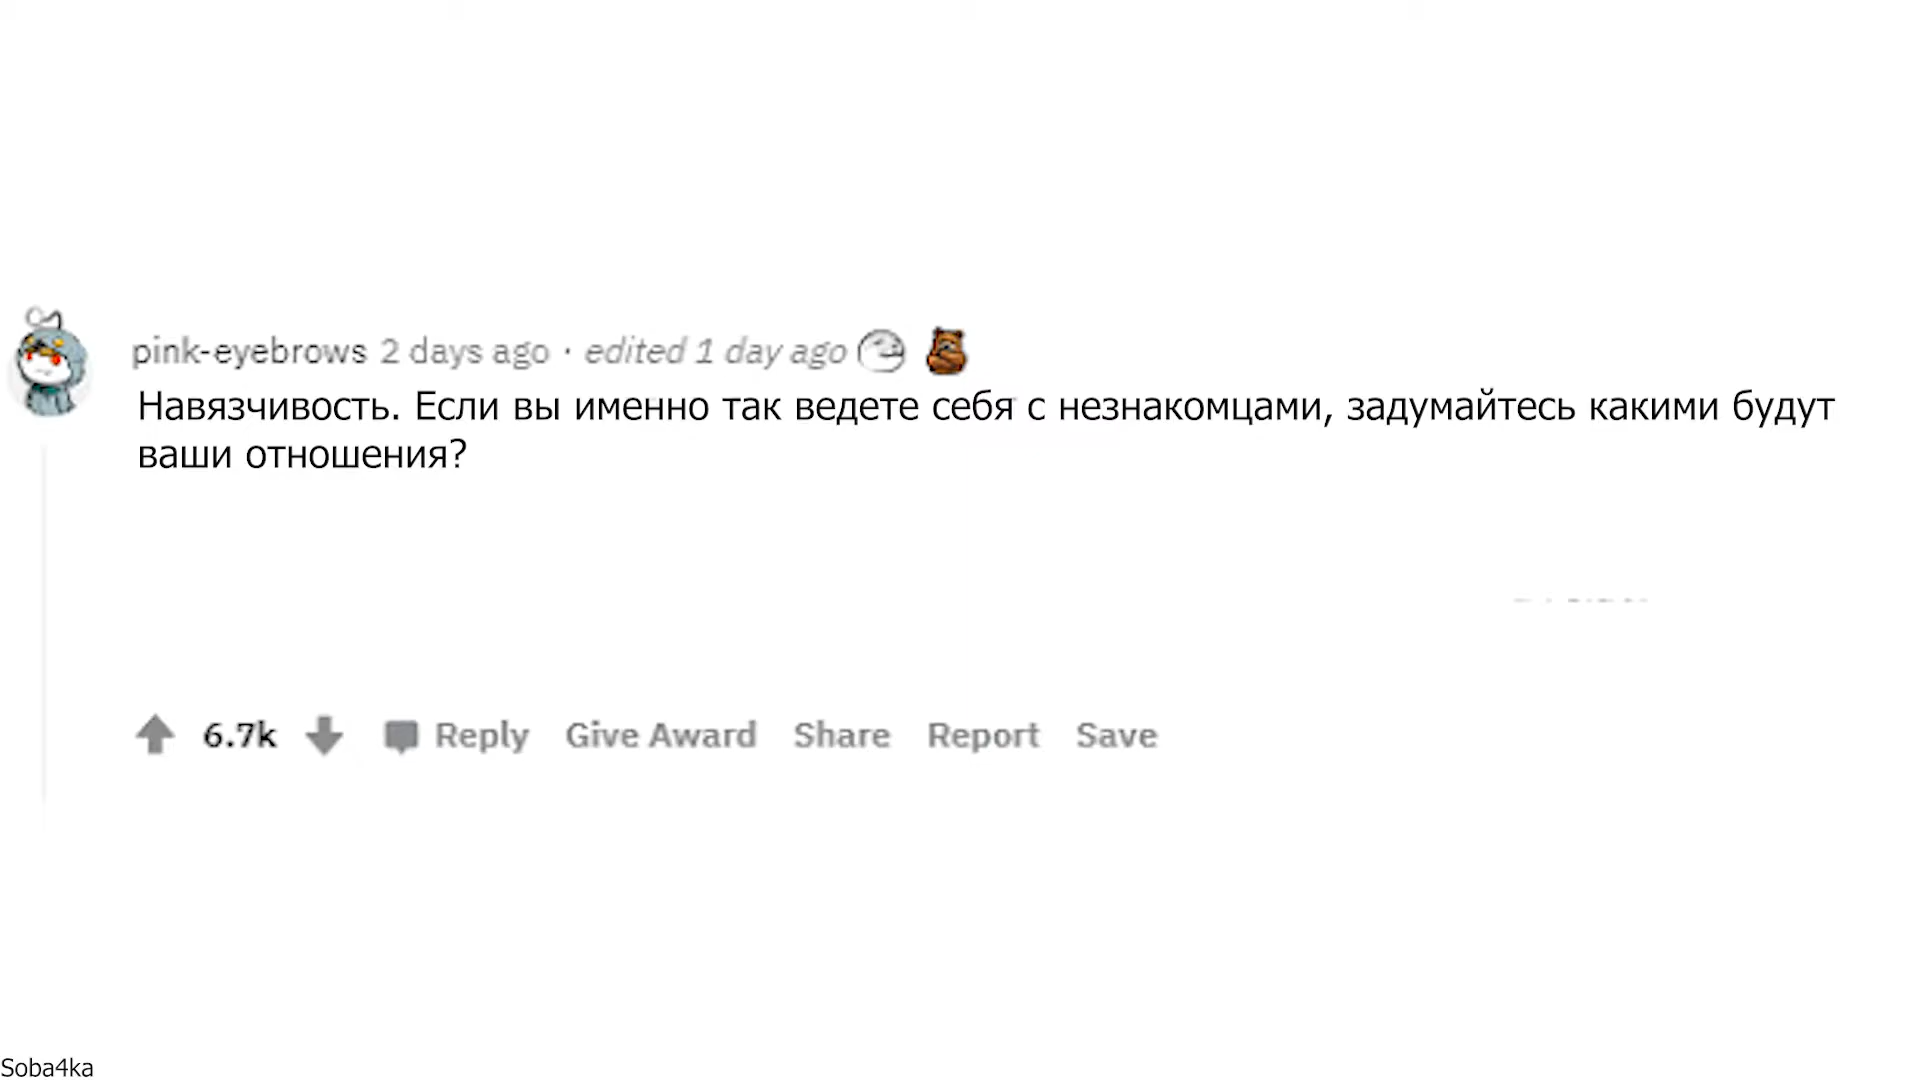 pink-eyebrows 2 days ago · edited 1 day ago
Навязчивость. Если вы именно так ведете себя с незнакомцами, задумайтесь какими будут
ваши отношения?
6.7k Reply Give Award Share Report Save
Soba4ka